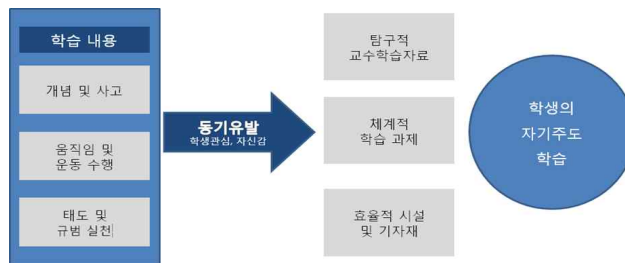 학습 내용
개념 및 사고
움직임 및
운동 수행
태도 및
규범 실천
동기유발
학생관심, 자신감
탐구적
교수학습자료
체계적
학습 과제
효율적 시설
및 기자재
학생의
자기주도
학습